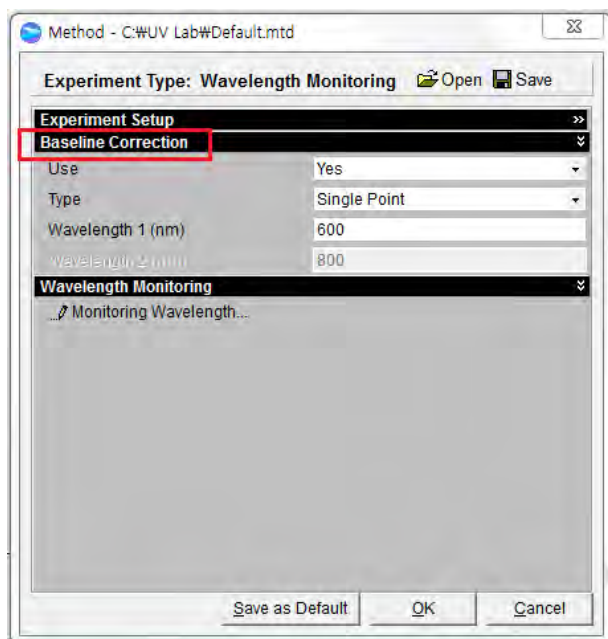 Method - C:₩UV Lab₩Default.mtd
Experiment Type: Wavelength Monitoring Open Save
Experiment Setup
Baseline Correction
Use Yes
Type Single Point
Wavelength 1 (nm) 600
Wavelength 2 (nm) 800
Wavelength Monitoring
Monitoring Wavelength...
Save as Default OK Cancel